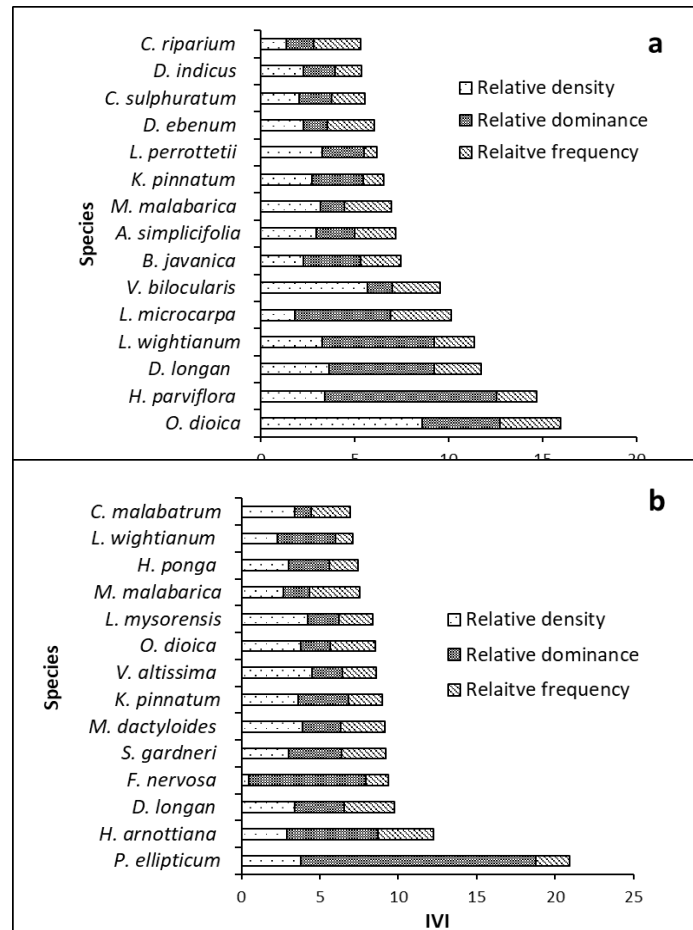 a
C. riparium
D. indicus
C. sulphuratum
D. ebenum
L. perrottetii
K. pinnatum
M. malabarica
A. simplicifolia
B. javanica
V. bilocularis
L. microcarpa
L. wightianum
D. longan
H. parviflora
O. dioica
Species
Relative density
Relative dominance
Relaitve frequency
0 5 10 15 20
b
C. malabatrum
L. wightianum
H. ponga
M. malabarica
L. mysorensis
O. dioica
V. altissima
K. pinnatum
M. dactyloides
S. gardneri
F. nervosa
D. longan
H. arnottiana
P. ellipticum
Species
Relative density
Relative dominance
Relaitve frequency
0 5 10 15 20 25
IVI